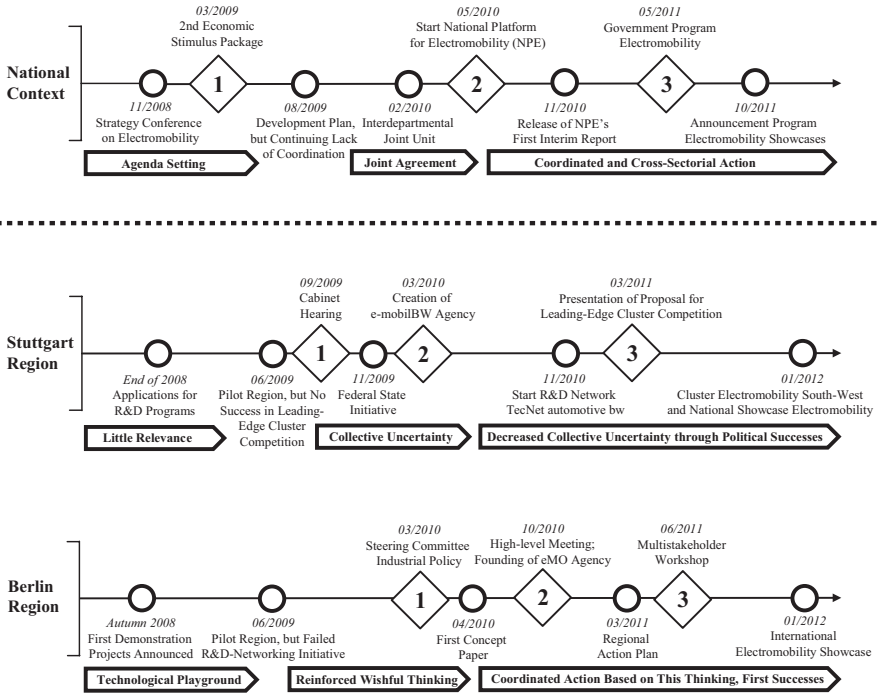 03/2009
2nd Economic
Stimulus Package
05/2010
Start National Platform
for Electromobility (NPE)
05/2011
Government Program
Electromobility
National
Context
1
2
3
11/2008
Strategy Conference
on Electromobility
08/2009
Development Plan,
but Continuing Lack
of Coordination
02/2010
Interdepartmental
Joint Unit
11/2010
Release of NPE's
First Interim Report
10/2011
Announcement Program
Electromobility Showcases
Agenda Setting
Joint Agreement
Coordinated and Cross-Sectorial Action
09/2009
Cabinet
Hearing
03/2010
Creation of
e-mobilBW Agency
03/2011
Presentation of Proposal for
Leading-Edge Cluster Competition
Stuttgart
Region
1
2
3
End of 2008
Applications for
R&D Programs
06/2009
Pilot Region, but No
Success in Leading-
Edge Cluster
Competition
11/2009
Federal State
Initiative
11/2010
Start R&D Network
TecNet automotive bw
01/2012
Cluster Electromobility South-West
and National Showcase Electromobility
Little Relevance
Collective Uncertainty
Decreased Collective Uncertainty through Political Successes
03/2010
Steering Committee
Industrial Policy
10/2010
High-level Meeting;
Founding of eMO Agency
06/2011
Multistakeholder
Workshop
Berlin
Region
1
2
3
Autumn 2008
First Demonstration
Projects Announced
06/2009
Pilot Region, but Failed
R&D-Networking Initiative
04/2010
First Concept
Paper
03/2011
Regional
Action Plan
01/2012
International
Electromobility Showcase
Technological Playground
Reinforced Wishful Thinking
Coordinated Action Based on This Thinking, First Successes